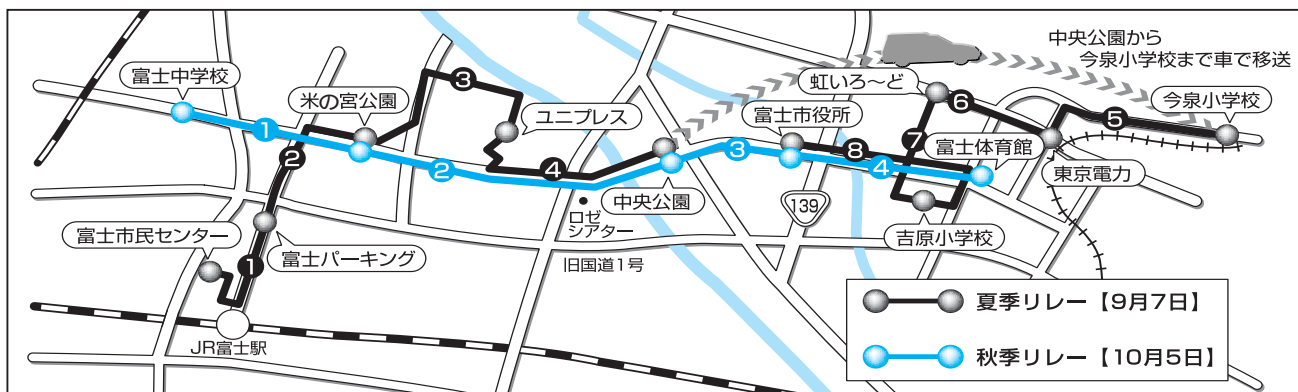 中央公園から
今泉小学校まで車で移送
富士中学校
米の宮公園
3
ユニプレス
虹いろ〜ど
6
今泉小学校
5
1
2
富士市役所
7
8
富士体育館
2
4
3
4
東京電力
中央公園
139
ロゼ
シアター
吉原小学校
富士市民センター
富士パーキング
1
旧国道1号
JR富士駅
夏季リレー【9月7日】
秋季リレー【10月5日】